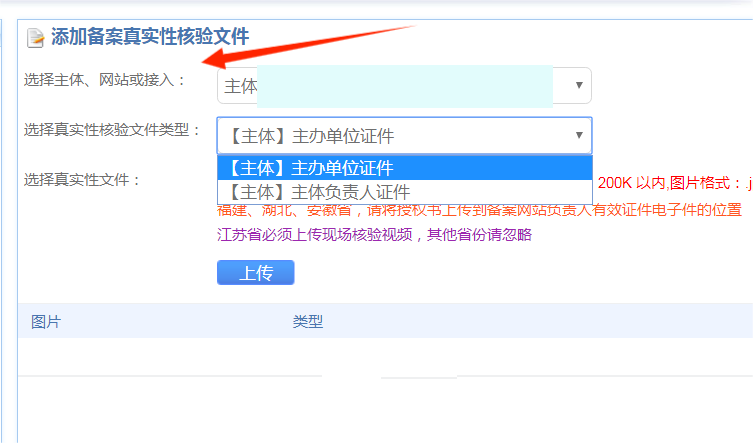 添加备案真实性核验文件
选择主体、网站或接入：
主体
选择真实性核验文件类型：
【主体】主办单位证件
【主体】主办单位证件
【主体】主体负责人证件
选择真实性文件：
200K 以内,图片格式：.j
福建、湖北、安徽省，请将授权书上传到备案网站负责人有效证件电子件的位置
江苏省必须上传现场核验视频，其他省份请忽略
上传
图片 类型